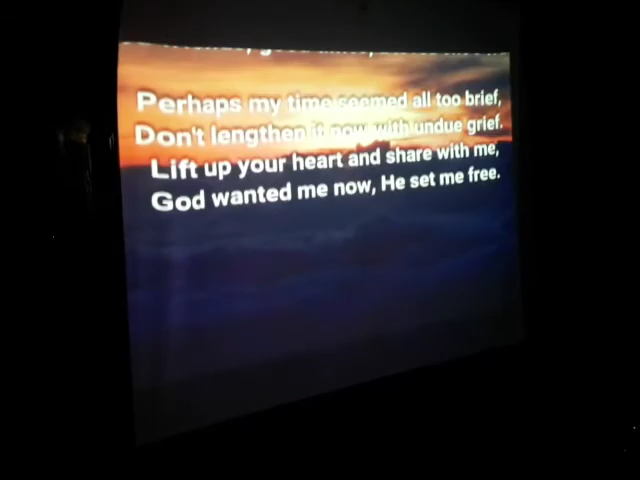 Perhaps my time seemed all too brief,
Don't lengthen it now with undue grief.
Lift up your heart and share with me,
God wanted me now, He set me free.